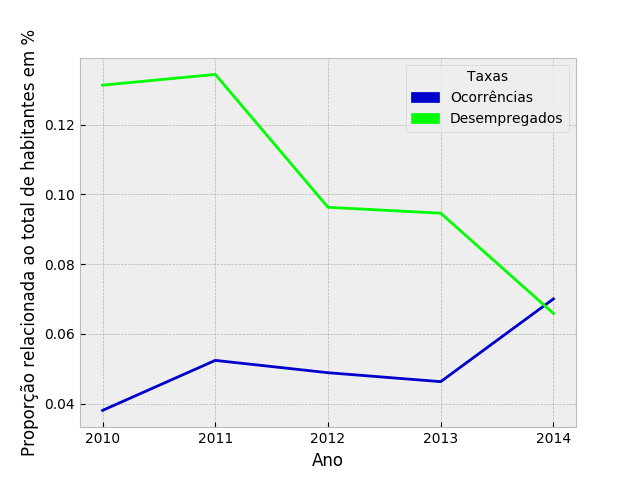 Proporção relacionada ao total de habitantes em %
Taxas
Ocorrências
Desempregados
0.12
0.10
0.08
0.06
0.04
2010 2011 2012 2013 2014
Ano